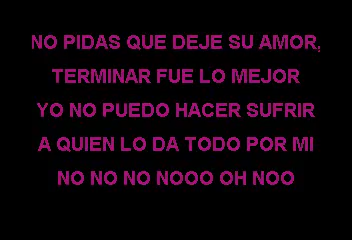 NO PIDAS QUE DEJE SU AMOR,
TERMINAR FUE LO MEJOR
YO NO PUEDO HACER SUFRIR
A QUIEN LO DA TODO POR MI
NO NO NO NOOO OH NOO